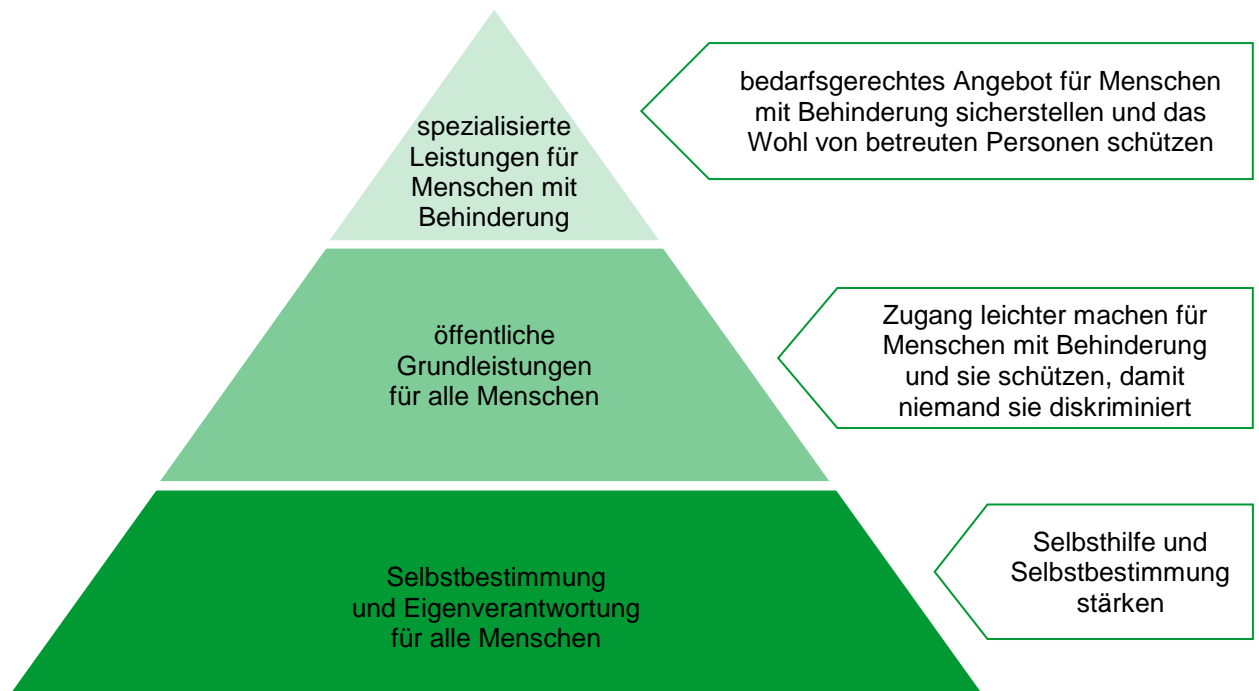 spezialisierte
Leistungen für
Menschen mit
Behinderung
bedarfsgerechtes Angebot für Menschen
mit Behinderung sicherstellen und das
Wohl von betreuten Personen schützen
öffentliche
Grundleistungen
für alle Menschen
Zugang leichter machen für
Menschen mit Behinderung
und sie schützen, damit
niemand sie diskriminiert
Selbstbestimmung
und Eigenverantwortung
für alle Menschen
Selbsthilfe und
Selbstbestimmung
stärken